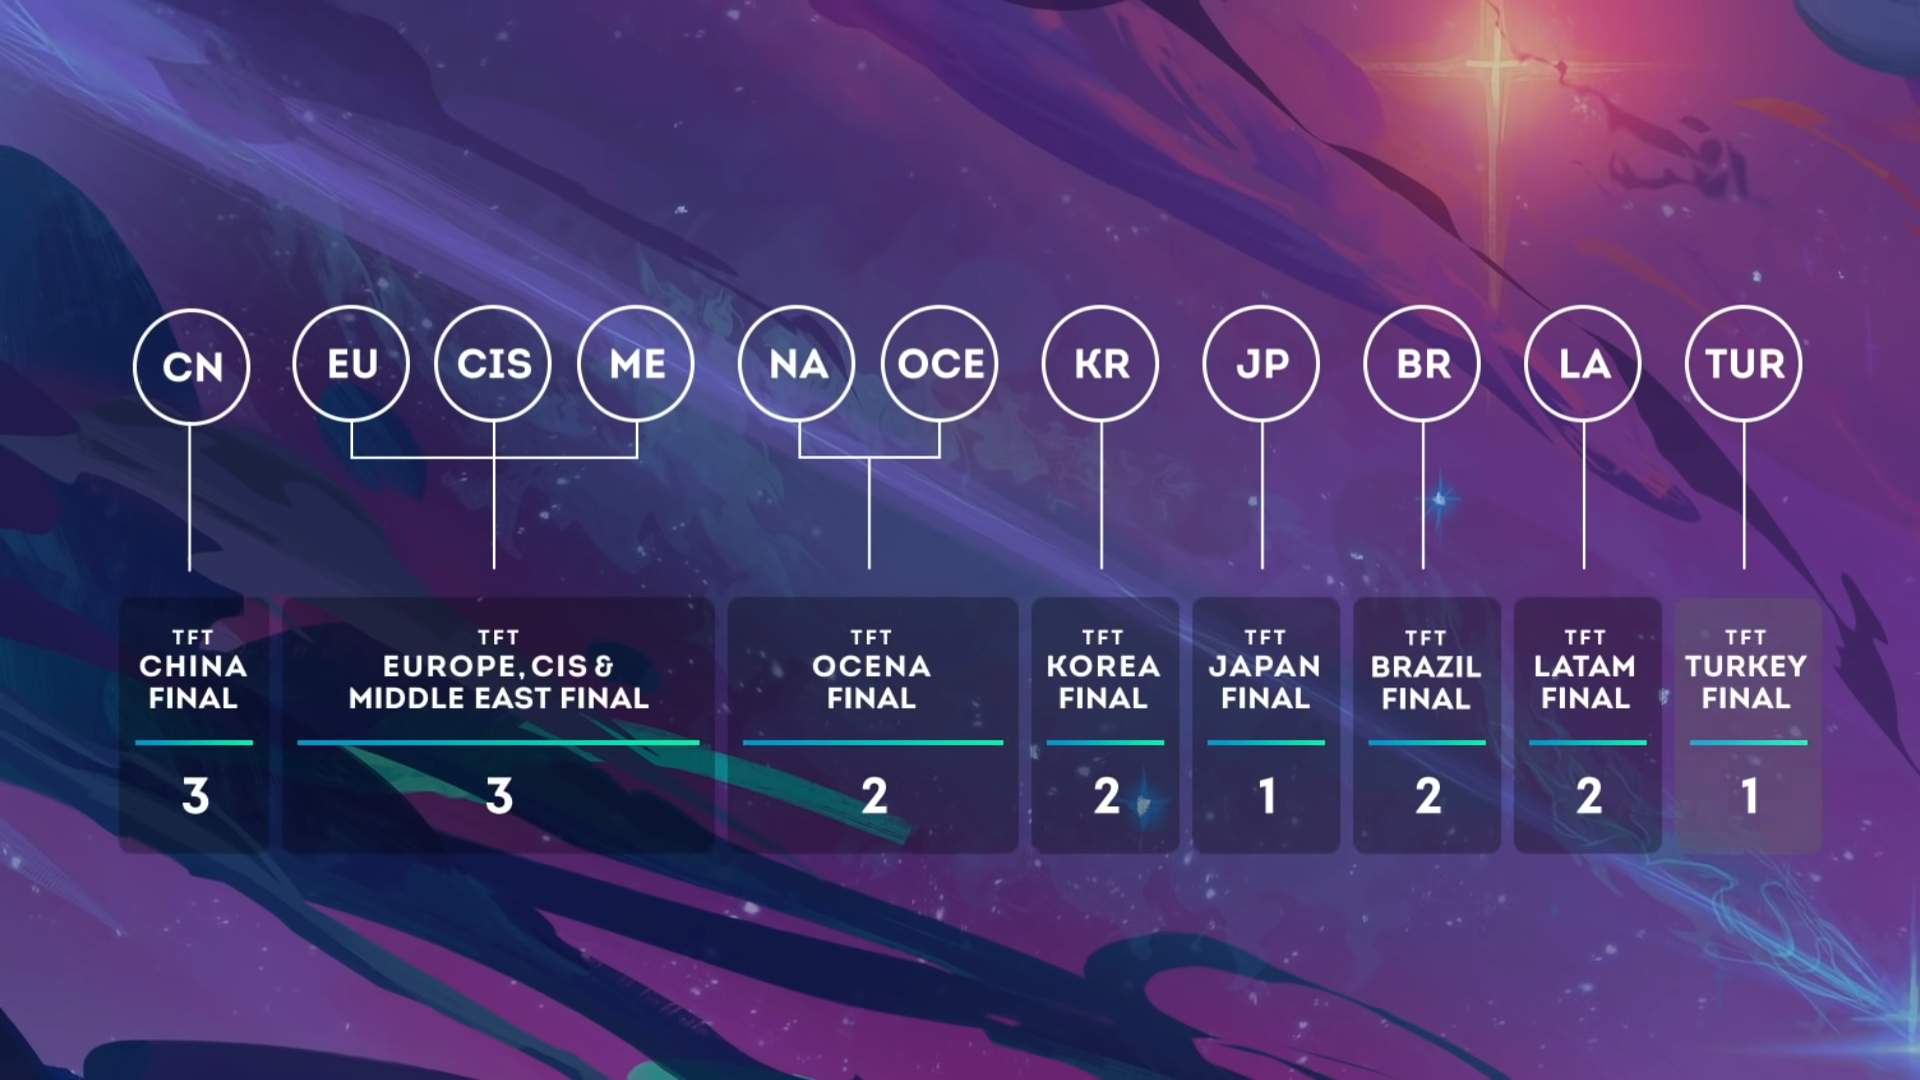 CN EU CIS ME NA OCE KR JP BR LA TUR
TFT
CHINA
FINAL
3
TFT
EUROPE, CIS &
MIDDLE EAST FINAL
3
TFT
OCENA
FINAL
2
TFT
KOREA
FINAL
2
TFT
JAPAN
FINAL
1
TFT
BRAZIL
FINAL
2
TFT
LATAM
FINAL
2
TFT
TURKEY
FINAL
1